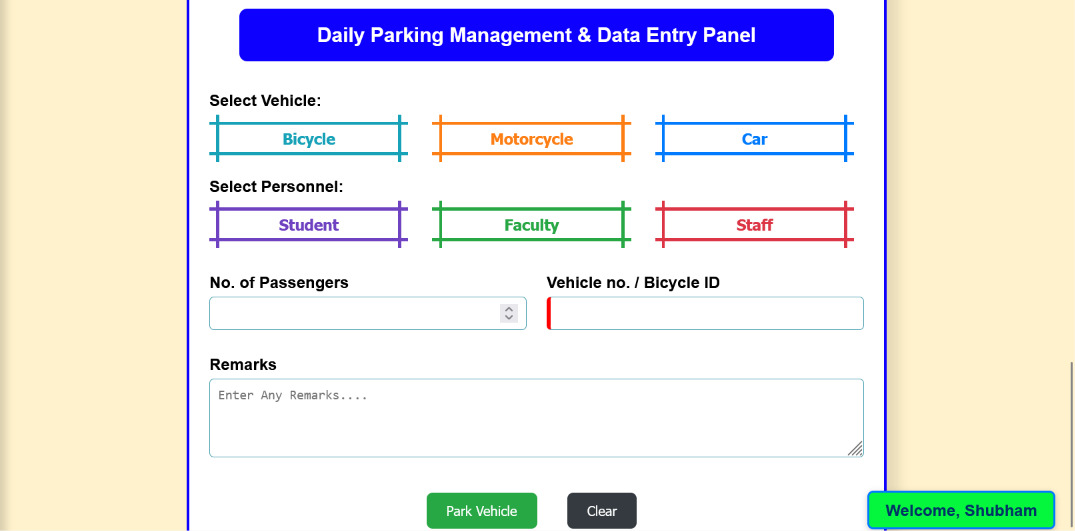 Daily Parking Management & Data Entry Panel
Select Vehicle:
Bicycle Motorcycle Car
Select Personnel:
Student Faculty Staff
No. of Passengers Vehicle no. / Bicycle ID
Remarks
Enter Any Remarks....
Park Vehicle Clear
Welcome, Shubham